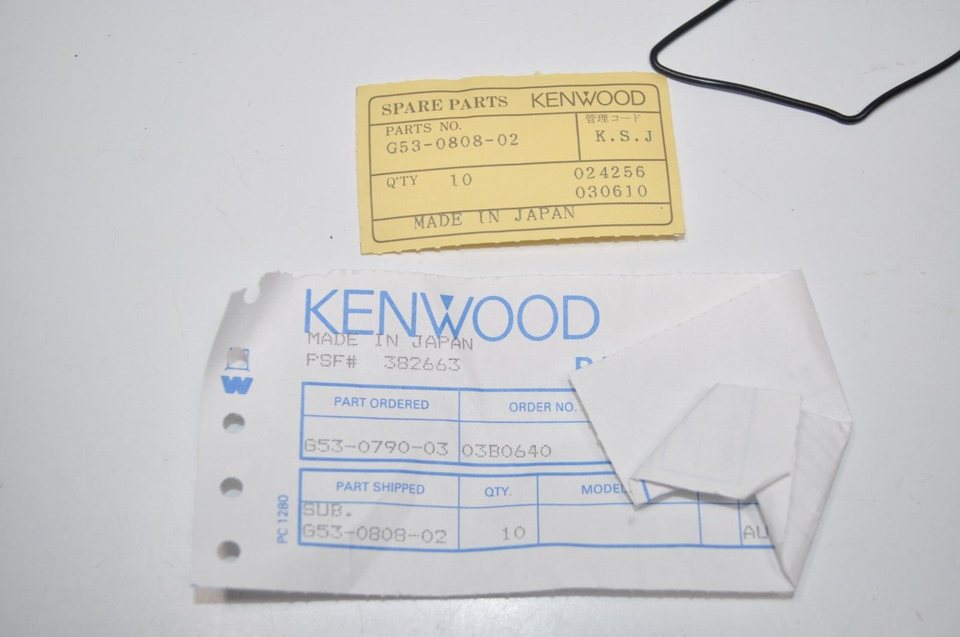 SPARE PARTS KENWOOD
PARTS NO. 管理コード
G53-0808-02 K.S.J
Q'TY 10 024256
030610
MADE IN JAPAN
KENWOOD
MADE IN JAPAN
PSF# 382663
W
PART ORDERED ORDER NO.
G53-0790-03 03B0640
PART SHIPPED QTY. MODEL
SUB.
G53-0808-02 10 AU
PC 1280